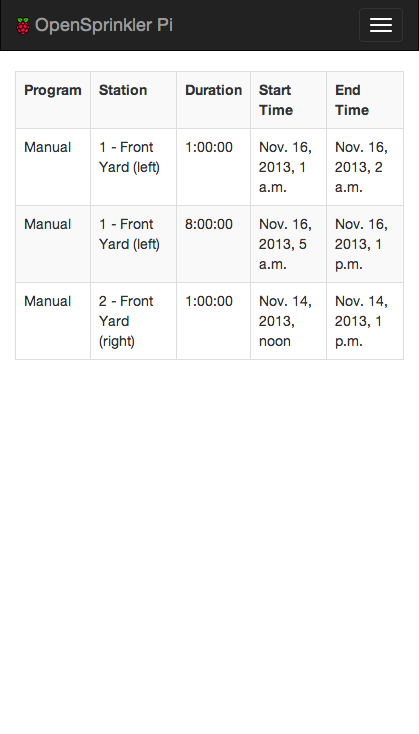 OpenSprinkler Pi
Program Station Duration Start Time End Time
Manual 1 - Front Yard (left) 1:00:00 Nov. 16, 2013, 1 a.m. Nov. 16, 2013, 2 a.m.
Manual 1 - Front Yard (left) 8:00:00 Nov. 16, 2013, 5 a.m. Nov. 16, 2013, 1 p.m.
Manual 2 - Front Yard (right) 1:00:00 Nov. 14, 2013, noon Nov. 14, 2013, 1 p.m.